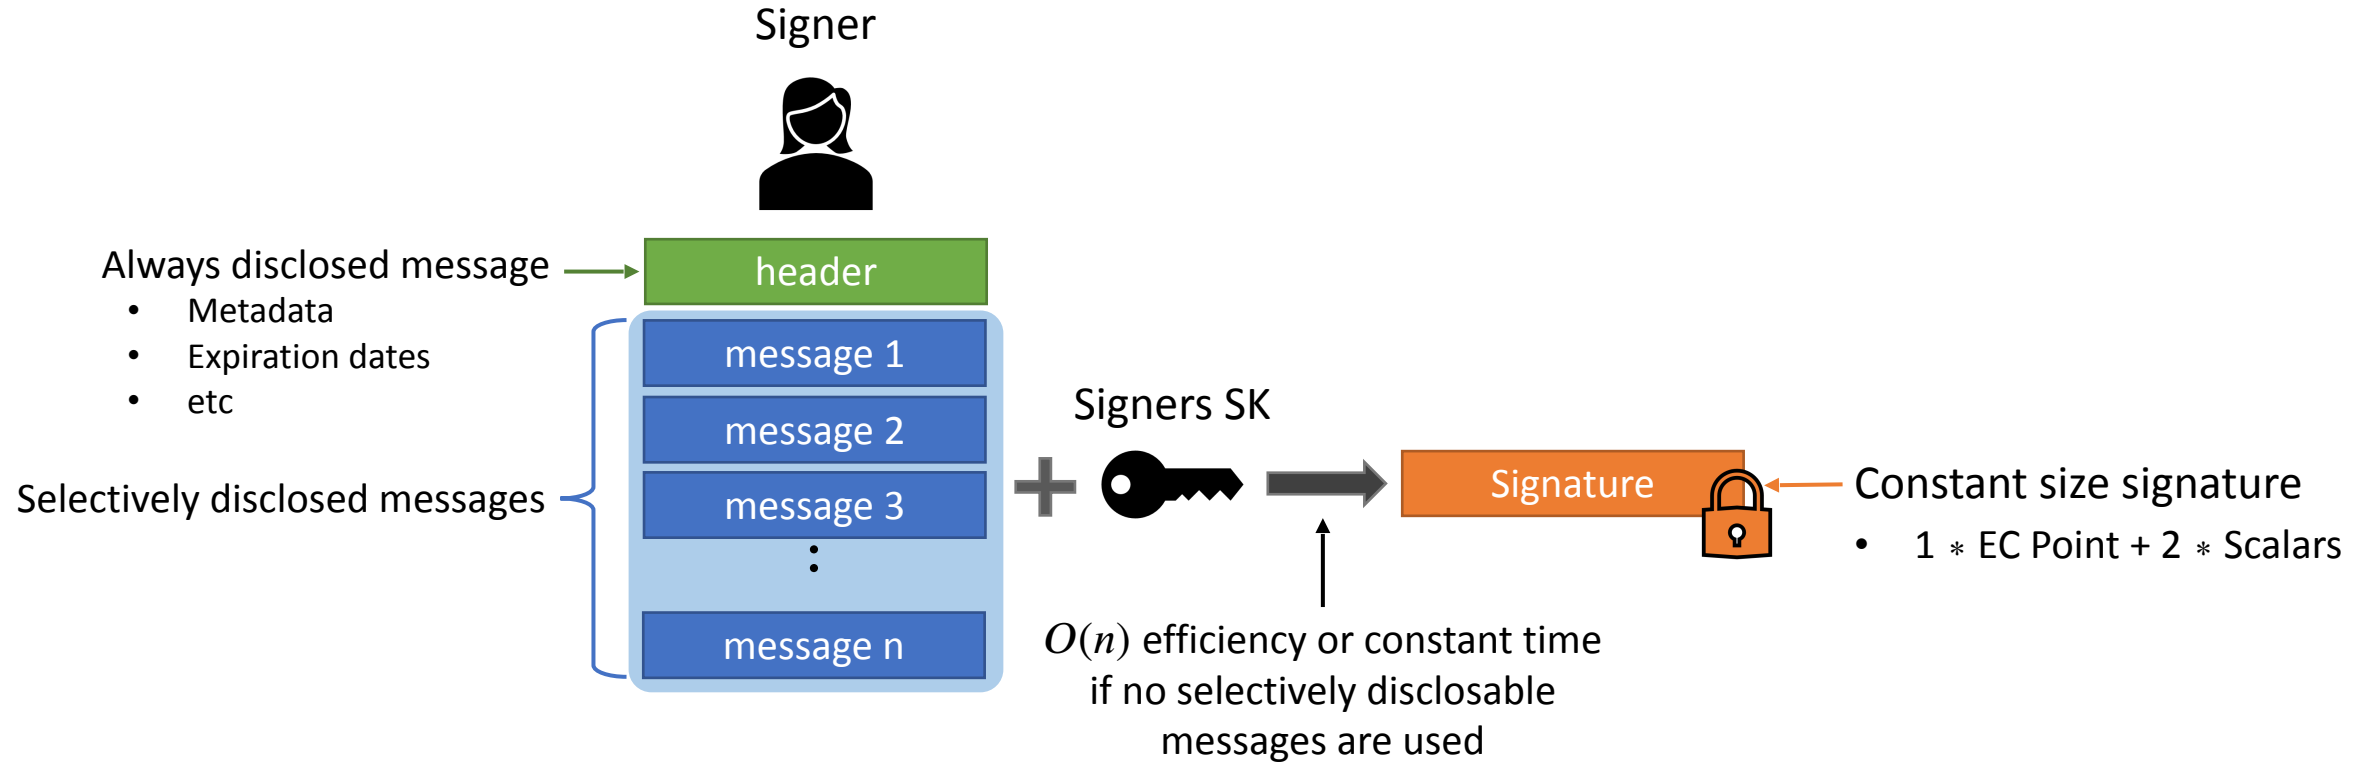 Signer
Always disclosed message
• Metadata
• Expiration dates
• etc
header
Selectively disclosed messages
message 1
message 2
message 3
message n
Signers SK
Signature
O(n) efficiency or constant time
if no selectively disclosable
messages are used
Constant size signature
• 1 * EC Point + 2 * Scalars